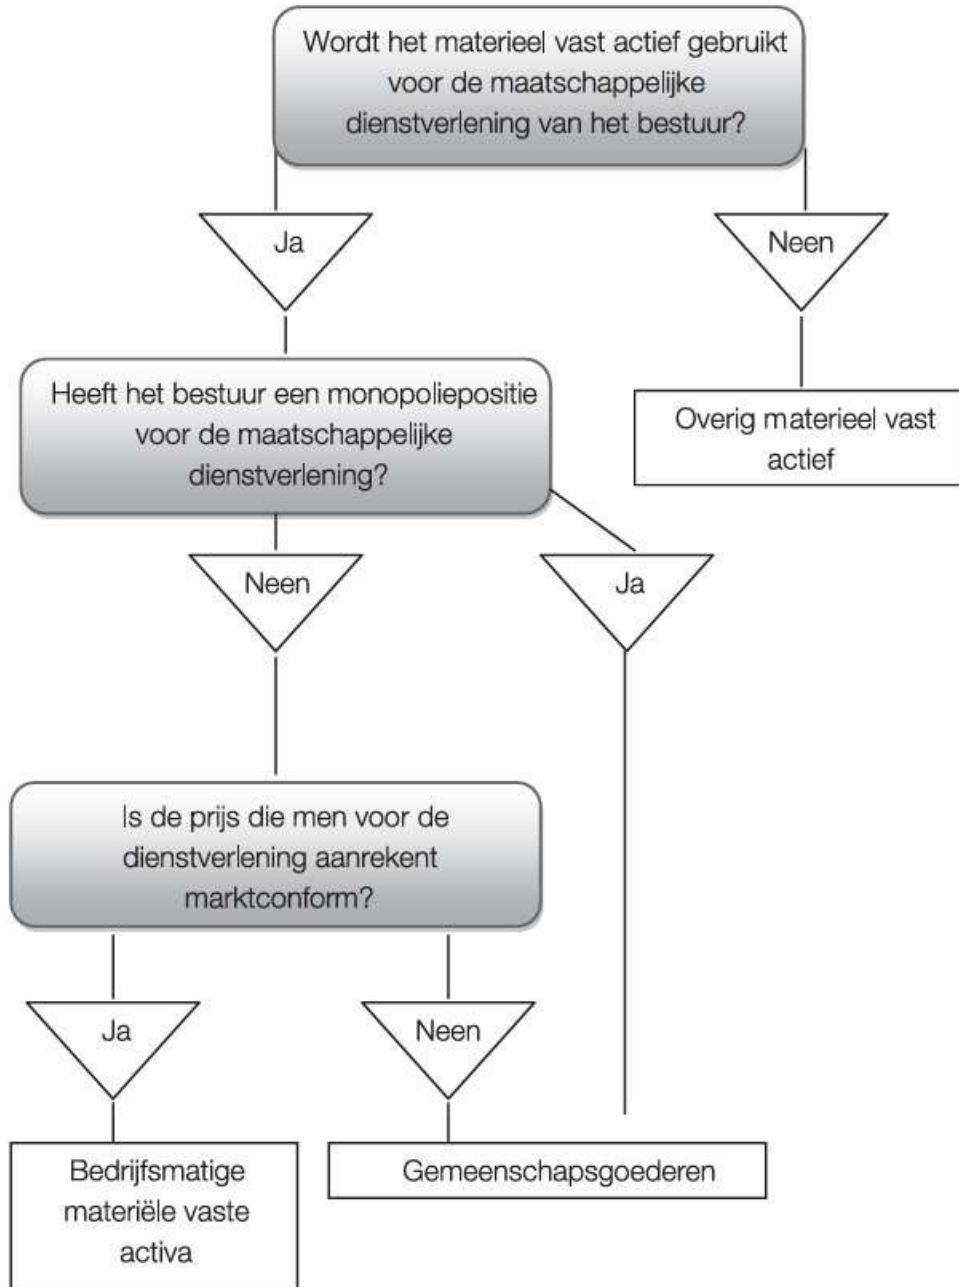 Wordt het materieel vast actief gebruikt
voor de maatschappelijke
dienstverlening van het bestuur?
Ja
Neen
Heeft het bestuur een monopoliepositie
voor de maatschappelijke
dienstverlening?
Overig materieel vast
actief
Neen
Ja
Is de prijs die men voor de
dienstverlening aanrekent
marktconform?
Ja
Neen
Bedrijfsmatige
materiële vaste
activa
Gemeenschapsgoederen